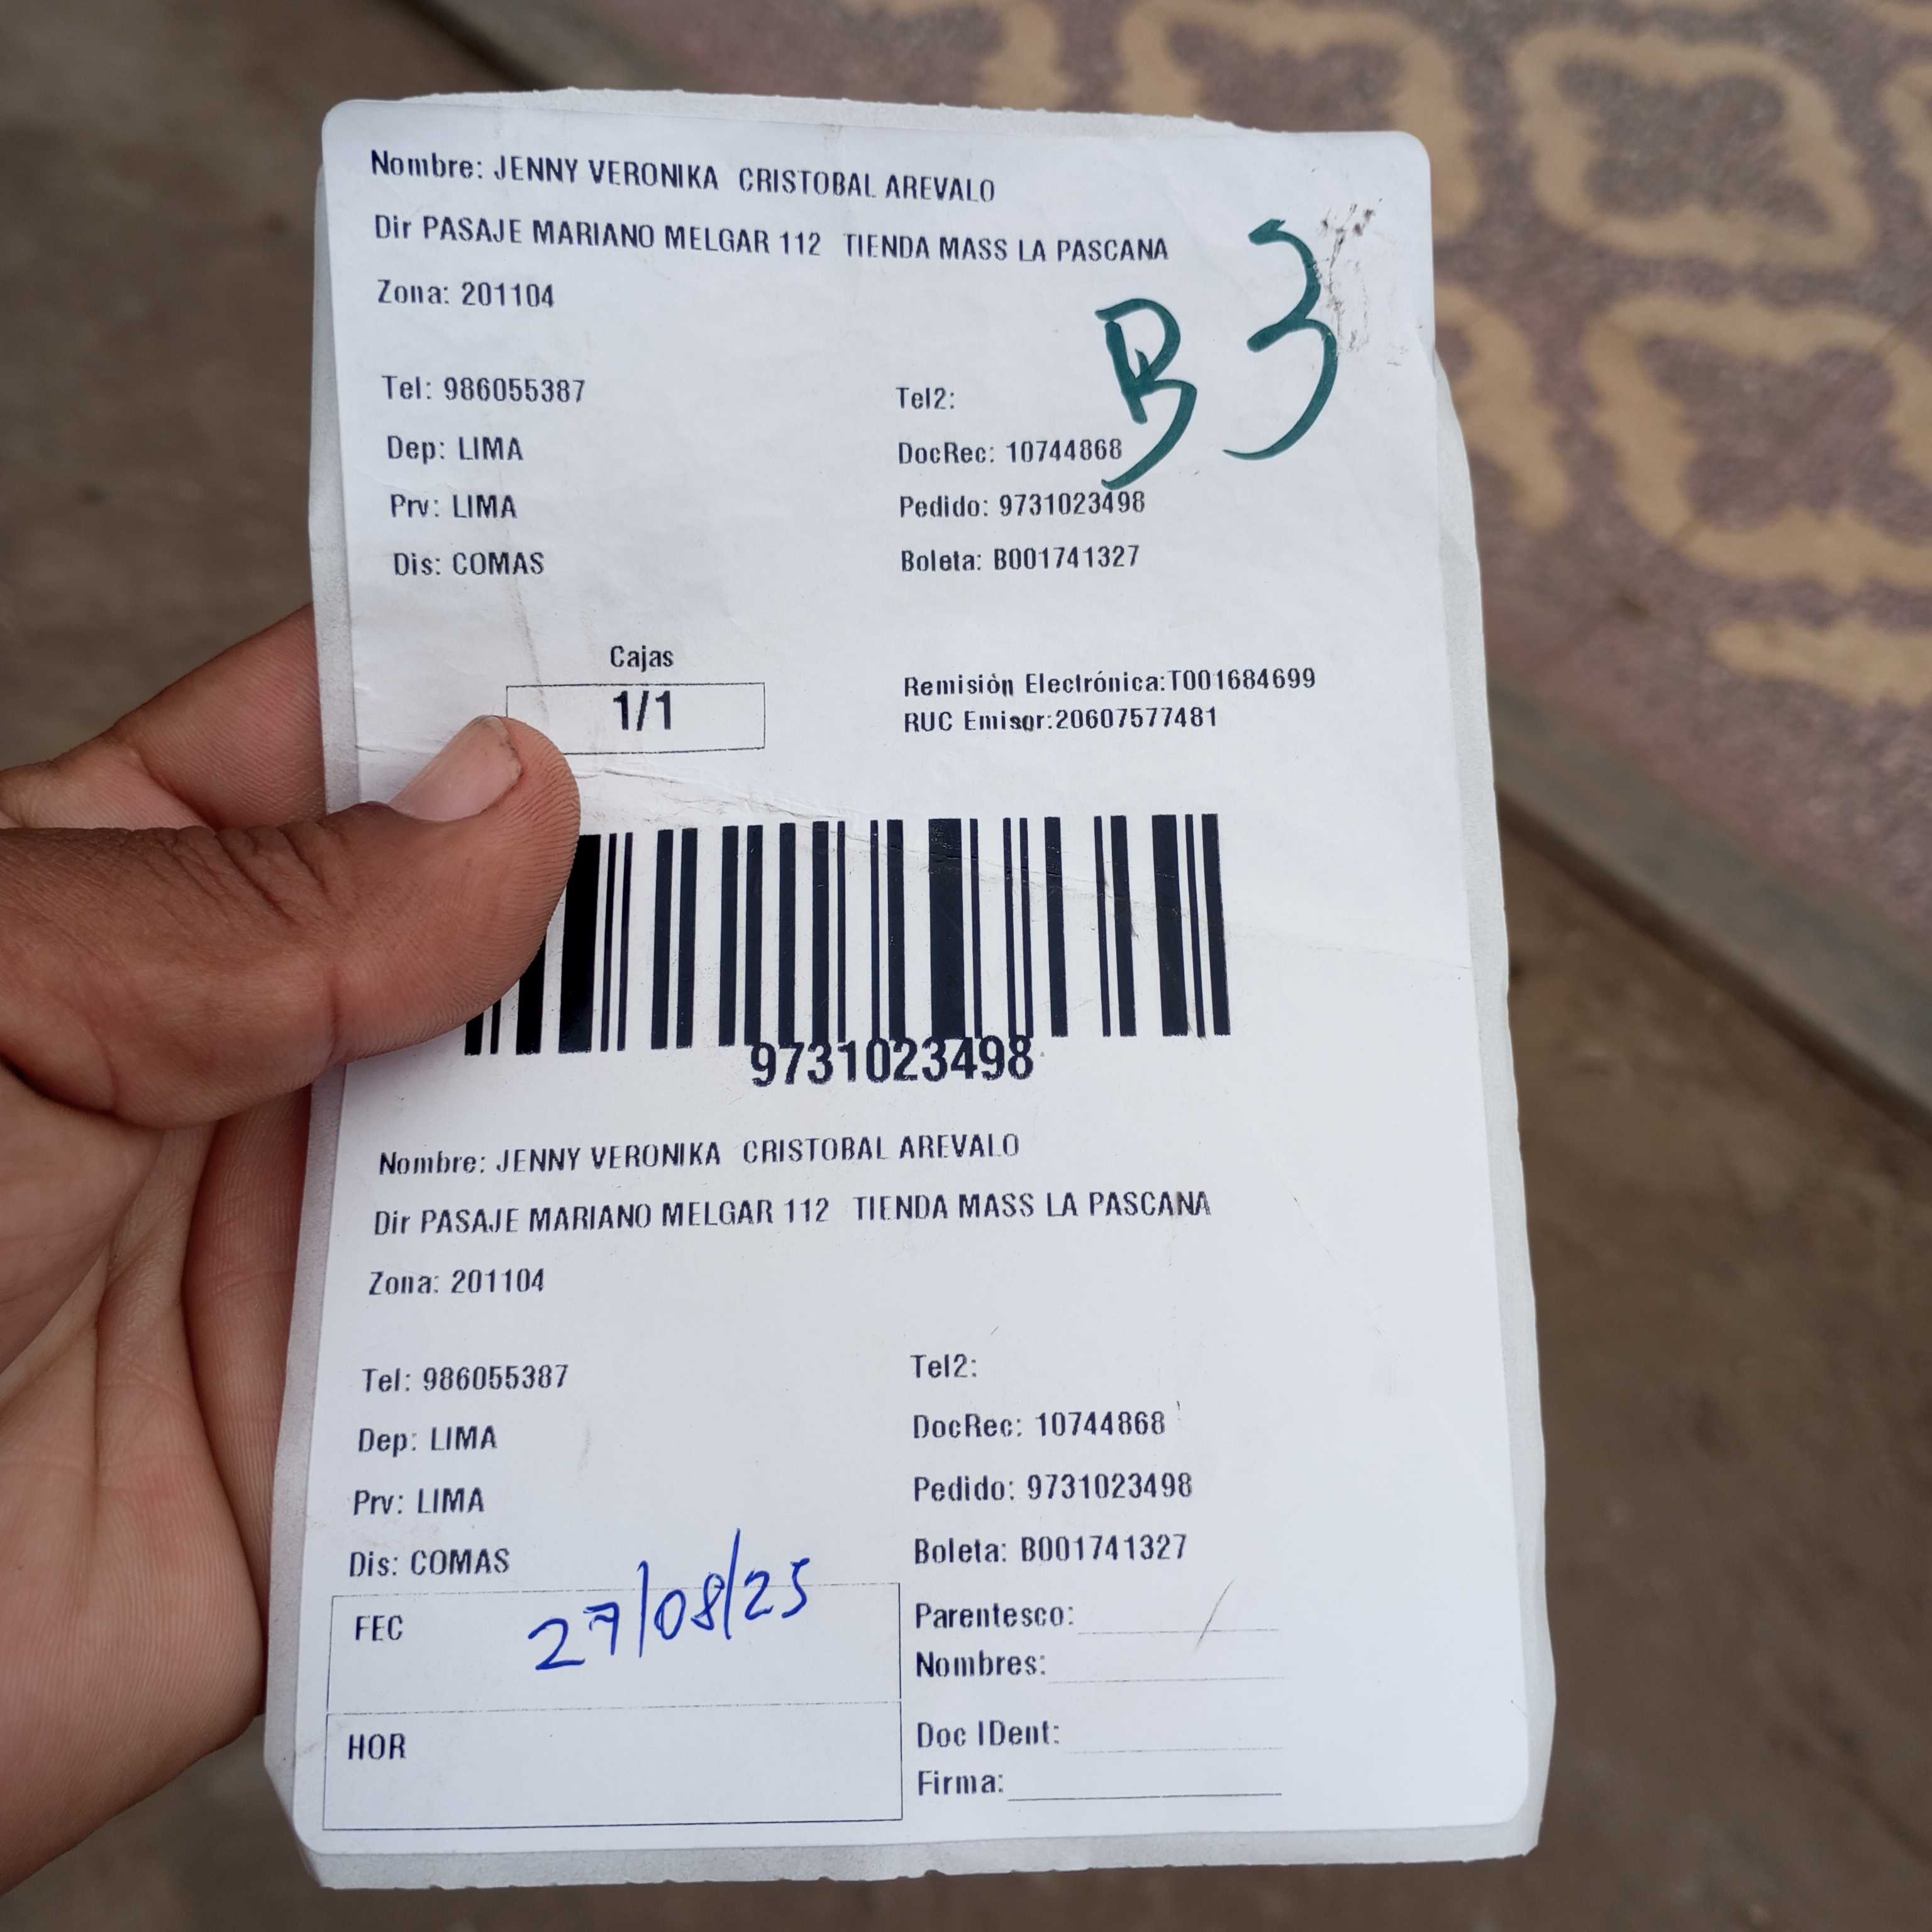 Nombre: JENNY VERONIKA CRISTOBAL AREVALO
Dir PASAJE MARIANO MELGAR 112 TIENDA MASS LA PASCANA
Zona: 201104
B3
Tel: 986055387
Tel2:
Dep: LIMA
DocRec: 10744868
Prv: LIMA
Pedido: 9731023498
Dis: COMAS
Boleta: B001741327
Cajas
1/1
Remisiòn Electrónica:T001684699
RUC Emisor:20607577481
9731023498
Nombre: JENNY VERONIKA CRISTOBAL AREVALO
Dir PASAJE MARIANO MELGAR 112 TIENDA MASS LA PASCANA
Zona: 201104
Tel: 986055387
Tel2:
Dep: LIMA
DocRec: 10744868
Prv: LIMA
Pedido: 9731023498
Dis: COMAS
Boleta: B001741327
FEC 27/08/25
Parentesco:
Nombres:
HOR
Doc IDent:
Firma: